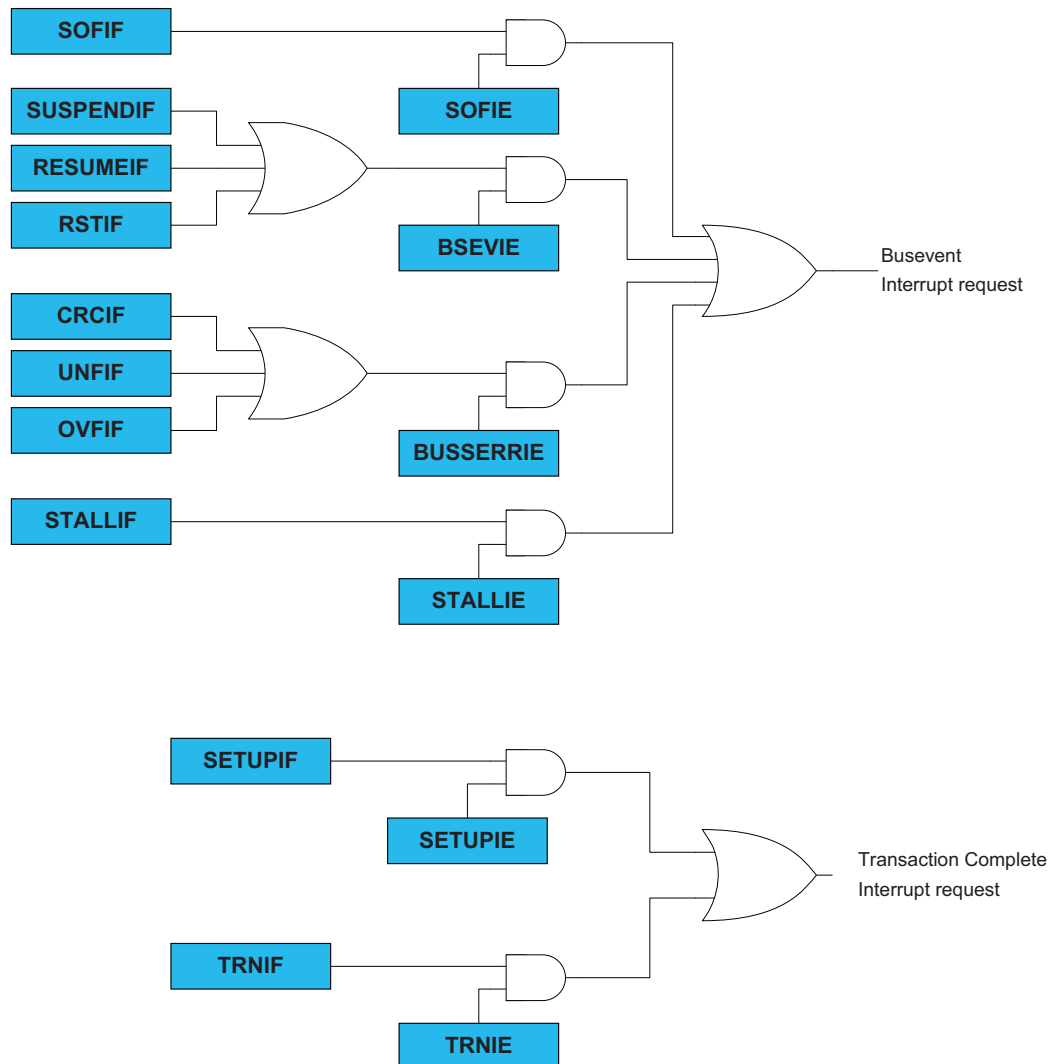 SOFIF
SOFIE
SUSPENDIF
RESUMEIF
RSTIF
BSEVIE
Busevent
Interrupt request
CRCIF
UNFIF
OVFIF
BUSSERRIE
STALLIF
STALLIE
SETUPIF
SETUPIE
Transaction Complete
Interrupt request
TRNIF
TRNIE